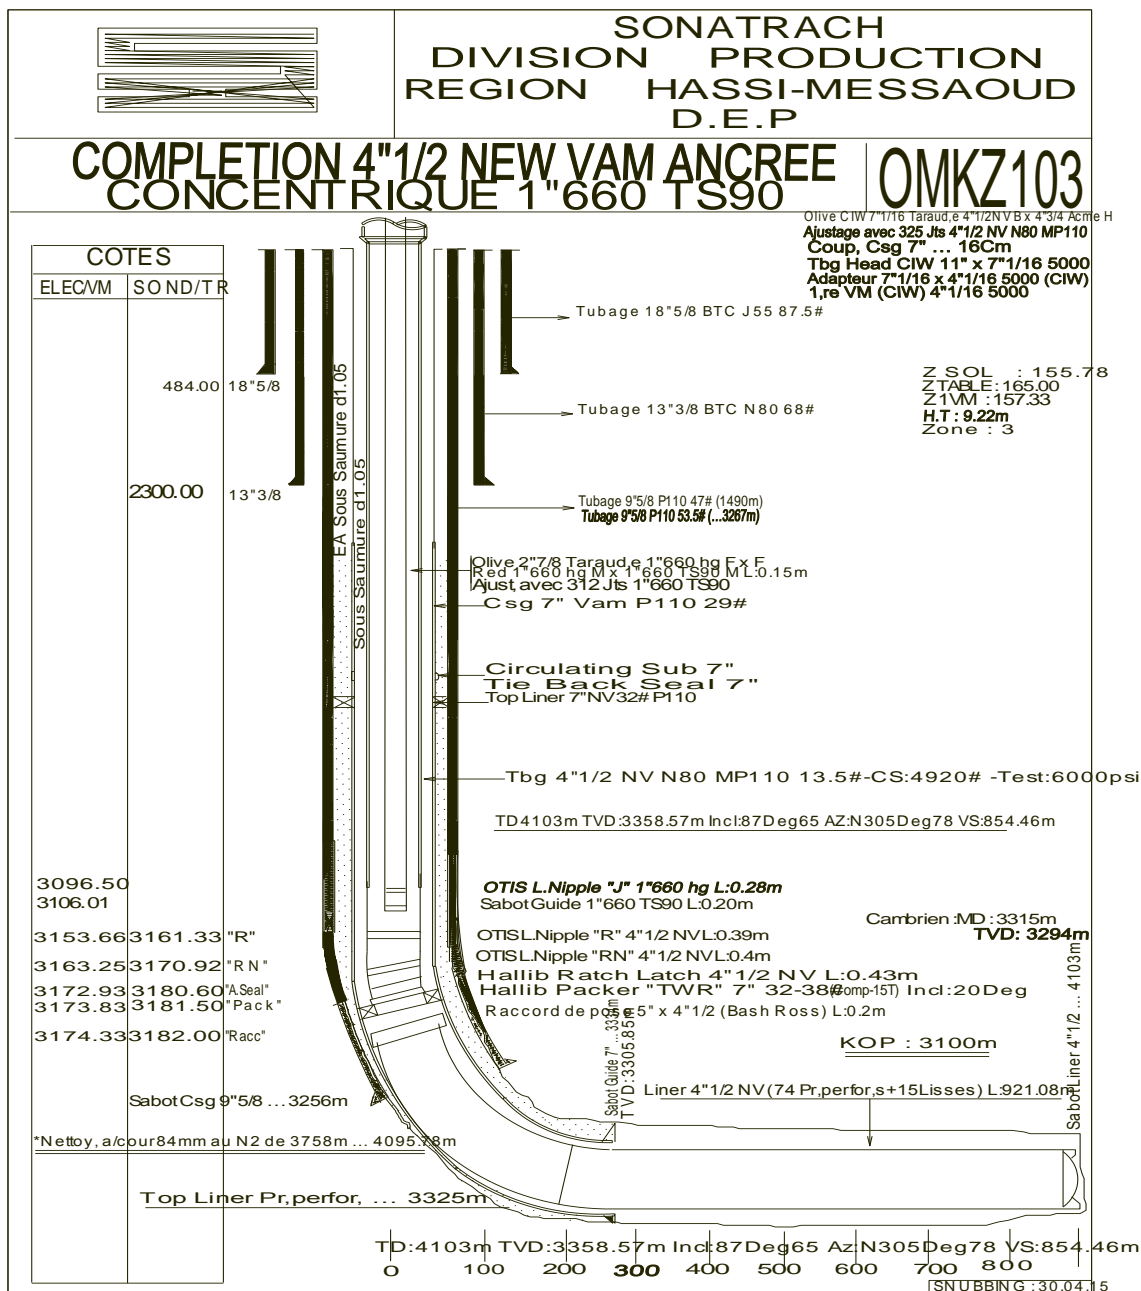 SONATRACH
DIVISION PRODUCTION
REGION HASSI-MESSAOUD
D.E.P
COMPLETION 4"1/2 NEW VAM ANCREE
CONCENTRIQUE 1"660 TS90
OMKZ103
Olive CIW 7"1/16 Taraud,e 4"1/2NVB x 4"3/4 Acme H
Ajustage avec 325 Jts 4"1/2 NV N80 MP110
Coup, Csg 7" ... 16Cm
Tbg Head CIW 11" x 7"1/16 5000
Adapteur 7"1/16 x 4"1/16 5000 (CIW)
1,re VM (CIW) 4"1/16 5000
COTES
ELEC/VM SOND/TR
Tubage 18"5/8 BTC J55 87.5#
Z SOL : 155.78
Z TABLE : 165.00
Z1VM : 157.33
H.T : 9.22m
Zone : 3
484.00 18"5/8
Tubage 13"3/8 BTC N80 68#
2300.00 13"3/8
EA Sous Saumure d1.05
Sous Saumure d1.05
Tubage 9"5/8 P110 47# (1490m)
Tubage 9"5/8 P110 53.5# (...3267m)
Olive 2"7/8 Taraud,e 1"660 hg F x F
Red 1"660 hg M x 1"660 TS90 M L:0.15m
Ajust,avec 312 Jts 1"660 TS90
Csg 7" Vam P110 29#
Circulating Sub 7"
Tie Back Seal 7"
Top Liner 7"NV32# P110
Tbg 4"1/2 NV N80 MP110 13.5#-CS:4920# -Test:6000psi
TD4103m TVD:3358.57m Incl:87Deg65 AZ:N305Deg78 VS:854.46m
3096.50
OTIS L.Nipple "J" 1"660 hg L:0.28m
3106.01
Sabot Guide 1"660 TS90 L:0.20m
Cambrien :MD : 3315m
TVD: 3294m
3153.66 3161.33 "R"
OTIS L.Nipple "R" 4"1/2 NVL:0.39m
3163.25 3170.92 "RN"
OTIS L.Nipple "RN" 4"1/2 NVL:0.4m
3172.93 3180.60 "A.Seal"
Hallib Ratch Latch 4"1/2 NV L:0.43m
3173.83 3181.50 "Pack"
Hallib Packer "TWR" 7" 32-38# (comp-15T) Incl:20Deg
3174.33 3182.00 "Racc"
Raccord de pose 5" x 4"1/2 (Bash Ross) L:0.2m
KOP : 3100m
TVD:3305.85m
Sabot Liner 4"1/2 ... 4103m
Liner 4"1/2 NV (74 Pr,perfor,s+15Lisses) L:921.08m
Sabot Csg 9"5/8 ...3256m
*Nettoy, a/cour 84mm au N2 de 3758m ... 4095.78m
Top Liner Pr,perfor, ... 3325m
TD:4103m TVD:3358.57m Incl:87Deg65 Az:N305Deg78 VS:854.46m
0 100 200 300 400 500 600 700 800
SNUBBING : 30.04.15